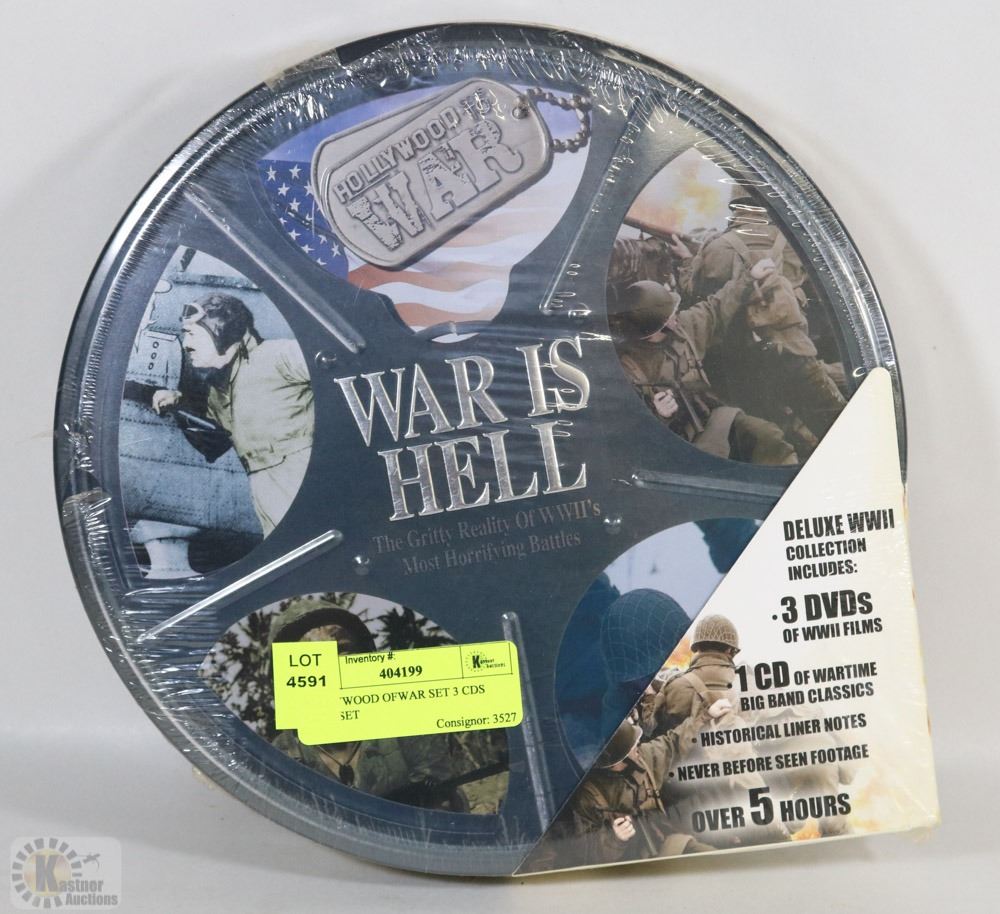 HOLLYWOOD
WAR
WAR IS
HELL
The Gritty Reality Of WWII's
Most Horrifying Battles
DELUXE WWII
COLLECTION
INCLUDES:
• 3 DVDs
OF WWII FILMS
1 CD OF WARTIME
BIG BAND CLASSICS
• HISTORICAL LINER NOTES
• NEVER BEFORE SEEN FOOTAGE
OVER 5 HOURS
LOT
4591
Inventory #:
404199
Kastner
Auctions
WOOD OFWAR SET 3 CDS
SET
Consignor: 3527
Kastner
Auctions